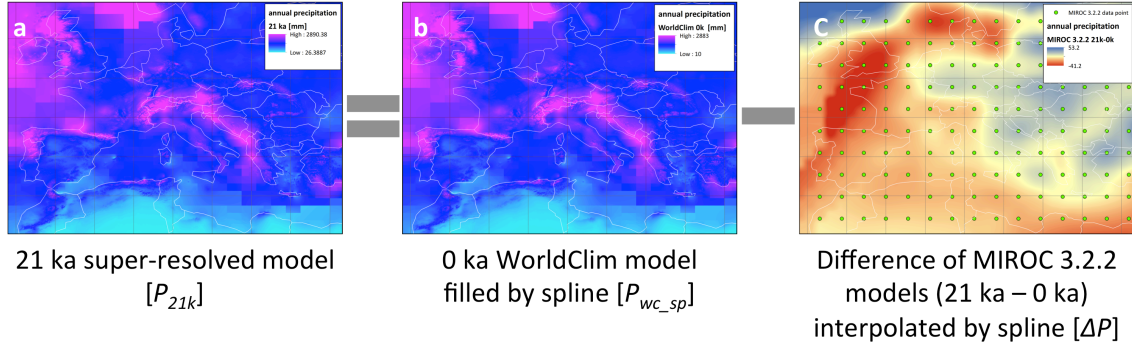 a
annual precipitation
21 ka [mm]
High : 2890.38
Low : 26.3887
b
annual precipitation
WorldClim 0k [mm]
High : 2883
Low : 10
C
MIROC 3.2.2 data point
annual precipitation
MIROC 3.2.2 21k-0k
53.2
-41.2
21 ka super-resolved model
[P21k]
0 ka WorldClim model
filled by spline [Pwc_sp]
Difference of MIROC 3.2.2
models (21 ka – 0 ka)
interpolated by spline [ΔP]